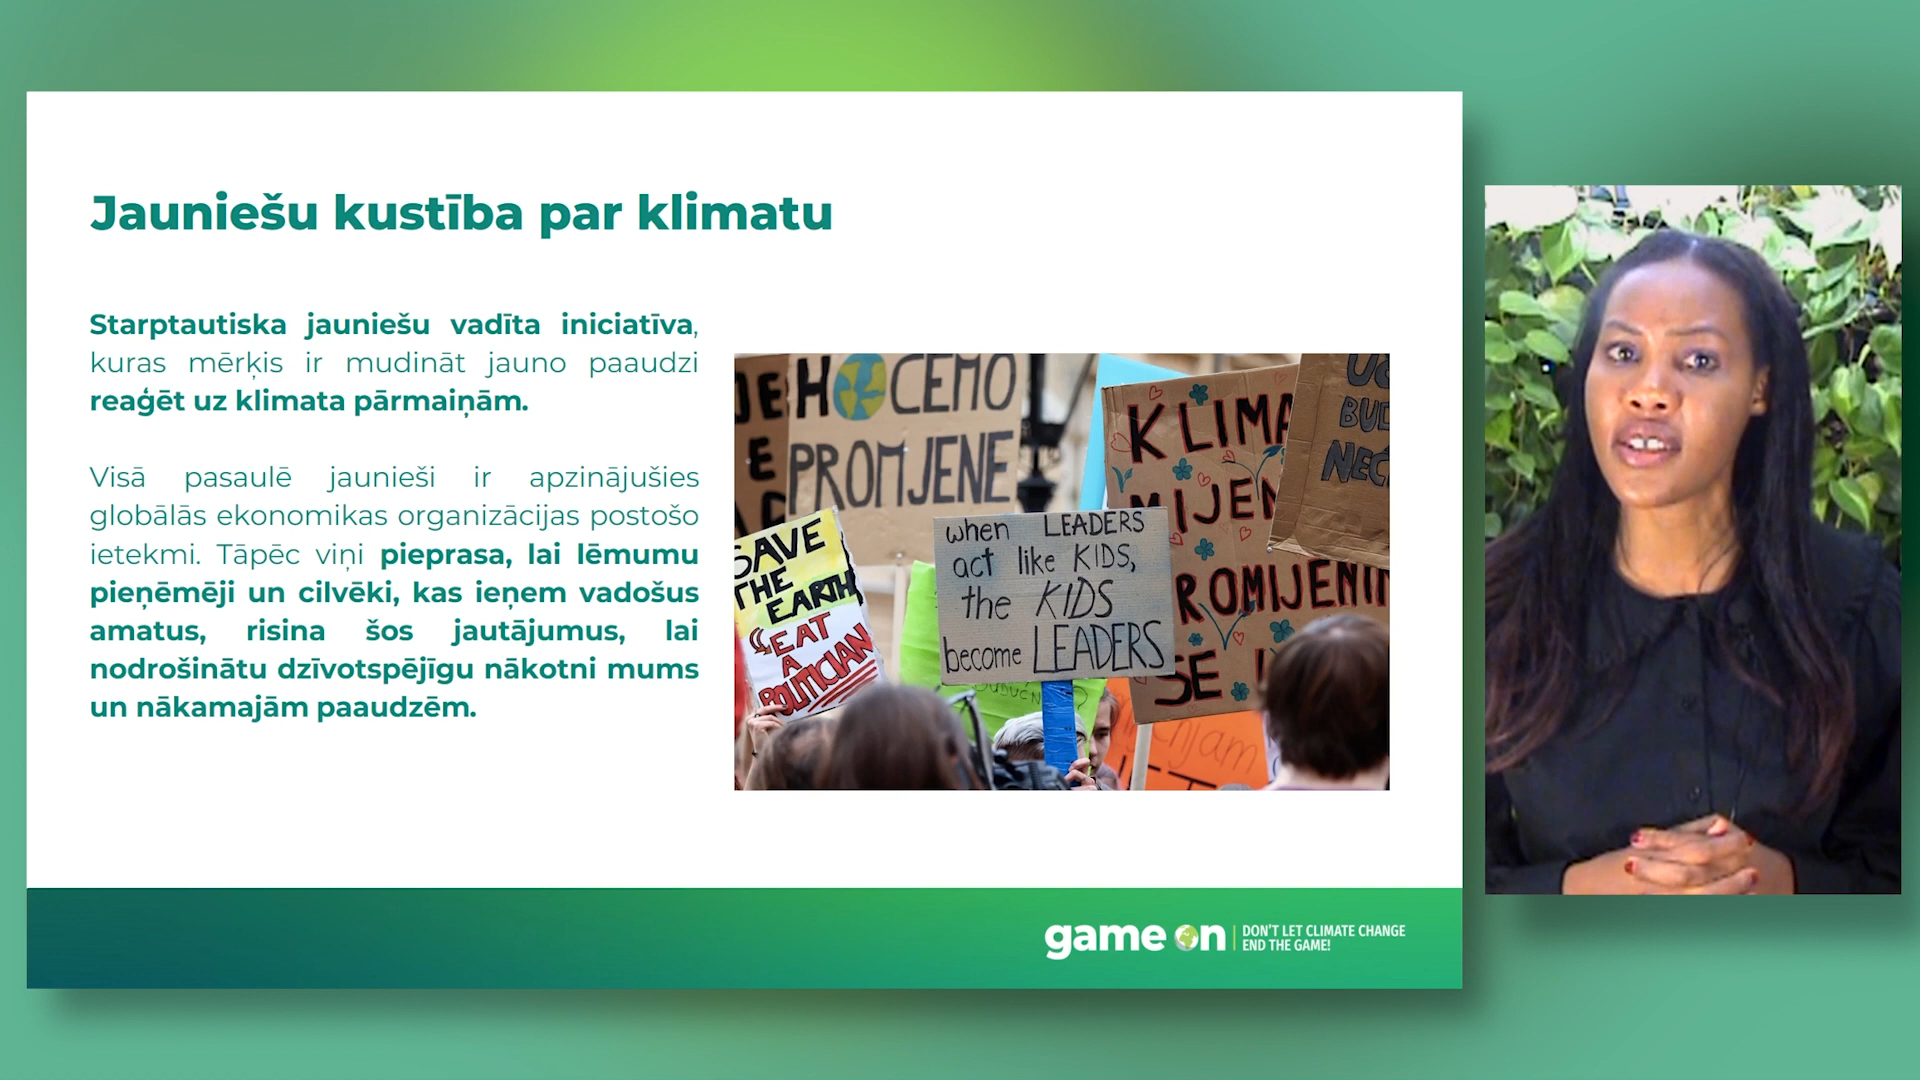 Jauniešu kustība par klimatu
Starptautiska jauniešu vadīta iniciatīva,
kuras mērķis ir mudināt jauno paaudzi
reaģēt uz klimata pārmaiņām.
Visā pasaulē jaunieši ir apzinājušies
globālās ekonomikas organizācijas postošo
ietekmi. Tāpēc viņi pieprasa, lai lēmumu
pieņēmēji un cilvēki, kas ieņem vadošus
amatus, risina šos jautājumus, lai
nodrošinātu dzīvotspējīgu nākotni mums
un nākamajām paaudzēm.
HOĆEMO
PROMJENE
SAVE
THE
EARTH
EAT
A
POLITICIAN
when LEADERS
act like KIDS,
the KIDS
become LEADERS
KLIMA
MIJEN
ROMIJENI
SE
game on
DON'T LET CLIMATE CHANGE
END THE GAME!